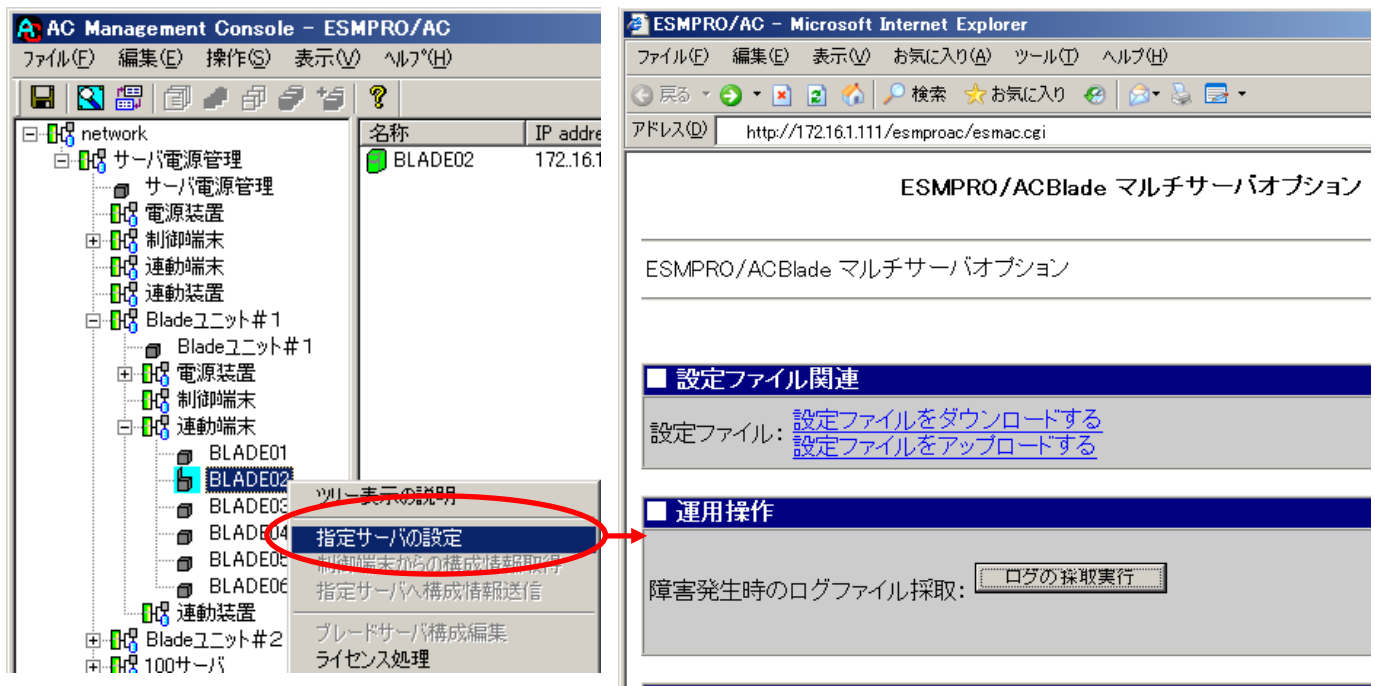 AC Management Console - ESMPRO/AC
ファイル(F) 編集(E) 操作(S) 表示(V) ヘルプ(H)
network
サーバ電源管理
サーバ電源管理
電源装置
制御端末
連動端末
連動装置
Bladeユニット#1
Bladeユニット#1
電源装置
制御端末
連動端末
BLADE01
BLADE02
BLADE03
BLADE04
BLADE05
BLADE06
連動装置
Bladeユニット#2
100サーバ
名称 IP addre
BLADE02 172.16.1
ツリー表示の説明
指定サーバの設定
制御端末からの構成情報取得
指定サーバへ構成情報送信
ブレードサーバ構成編集
ライセンス処理
ESMPRO/AC - Microsoft Internet Explorer
ファイル(F) 編集(E) 表示(V) お気に入り(A) ツール(T) ヘルプ(H)
戻る 検索 お気に入り
アドレス(D) http://172.16.1.111/esmproac/esmac.cgi
ESMPRO/ACBlade マルチサーバオプション
ESMPRO/ACBlade マルチサーバオプション
■ 設定ファイル関連
設定ファイル: 設定ファイルをダウンロードする
設定ファイルをアップロードする
■ 運用操作
障害発生時のログファイル採取: ログの採取実行